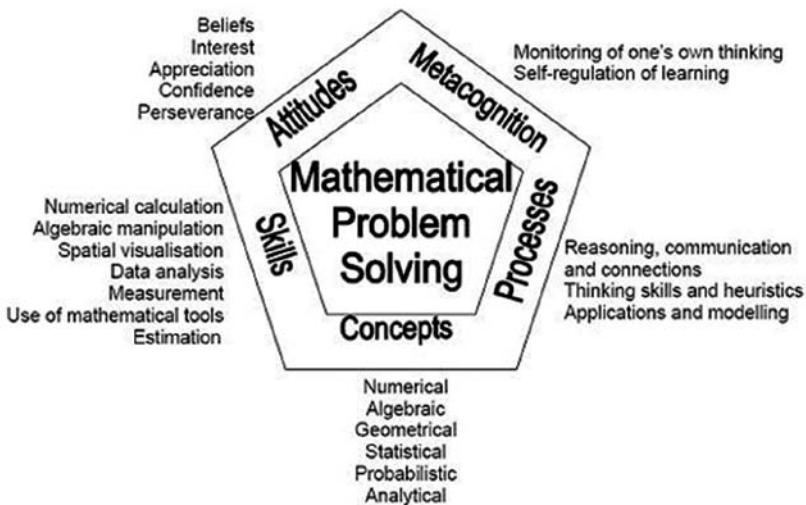 Beliefs
Interest
Appreciation
Confidence
Perseverance
Attitudes
Metacognition
Monitoring of one's own thinking
Self-regulation of learning
Mathematical
Problem
Solving
Numerical calculation
Algebraic manipulation
Spatial visualisation
Data analysis
Measurement
Use of mathematical tools
Estimation
Skills
Processes
Reasoning, communication
and connections
Thinking skills and heuristics
Applications and modelling
Concepts
Numerical
Algebraic
Geometrical
Statistical
Probabilistic
Analytical